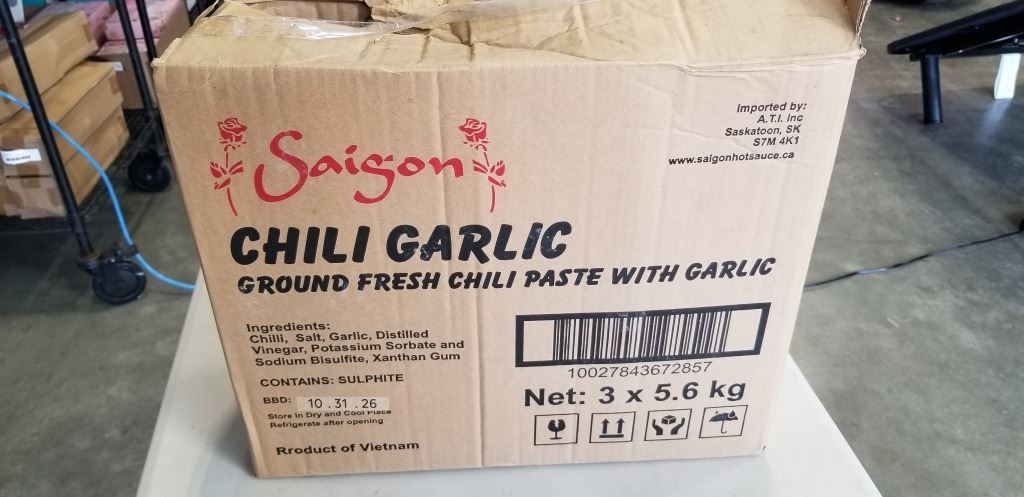 Imported by:
A.T.I. Inc
Saskatoon, SK
S7M 4K1
www.saigonhotsauce.ca
Saigon
CHILI GARLIC
GROUND FRESH CHILI PASTE WITH GARLIC
Ingredients:
Chilli, Salt, Garlic, Distilled
Vinegar, Potassium Sorbate and
Sodium Bisulfite, Xanthan Gum
CONTAINS: SULPHITE
BBD: 10.31.26
Store in Dry and Cool Place
Refrigerate after opening
Rroduct of Vietnam
10027843672857
Net: 3 x 5.6 kg